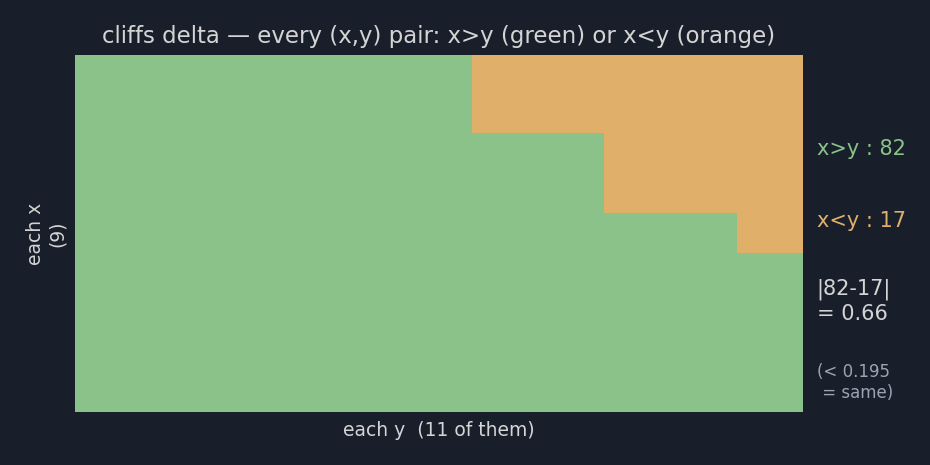 cliffs delta — every (x,y) pair: x>y (green) or x<y (orange)
each x
(9)
x>y : 82
x<y : 17
|82-17|
= 0.66
(< 0.195
= same)
each y  (11 of them)